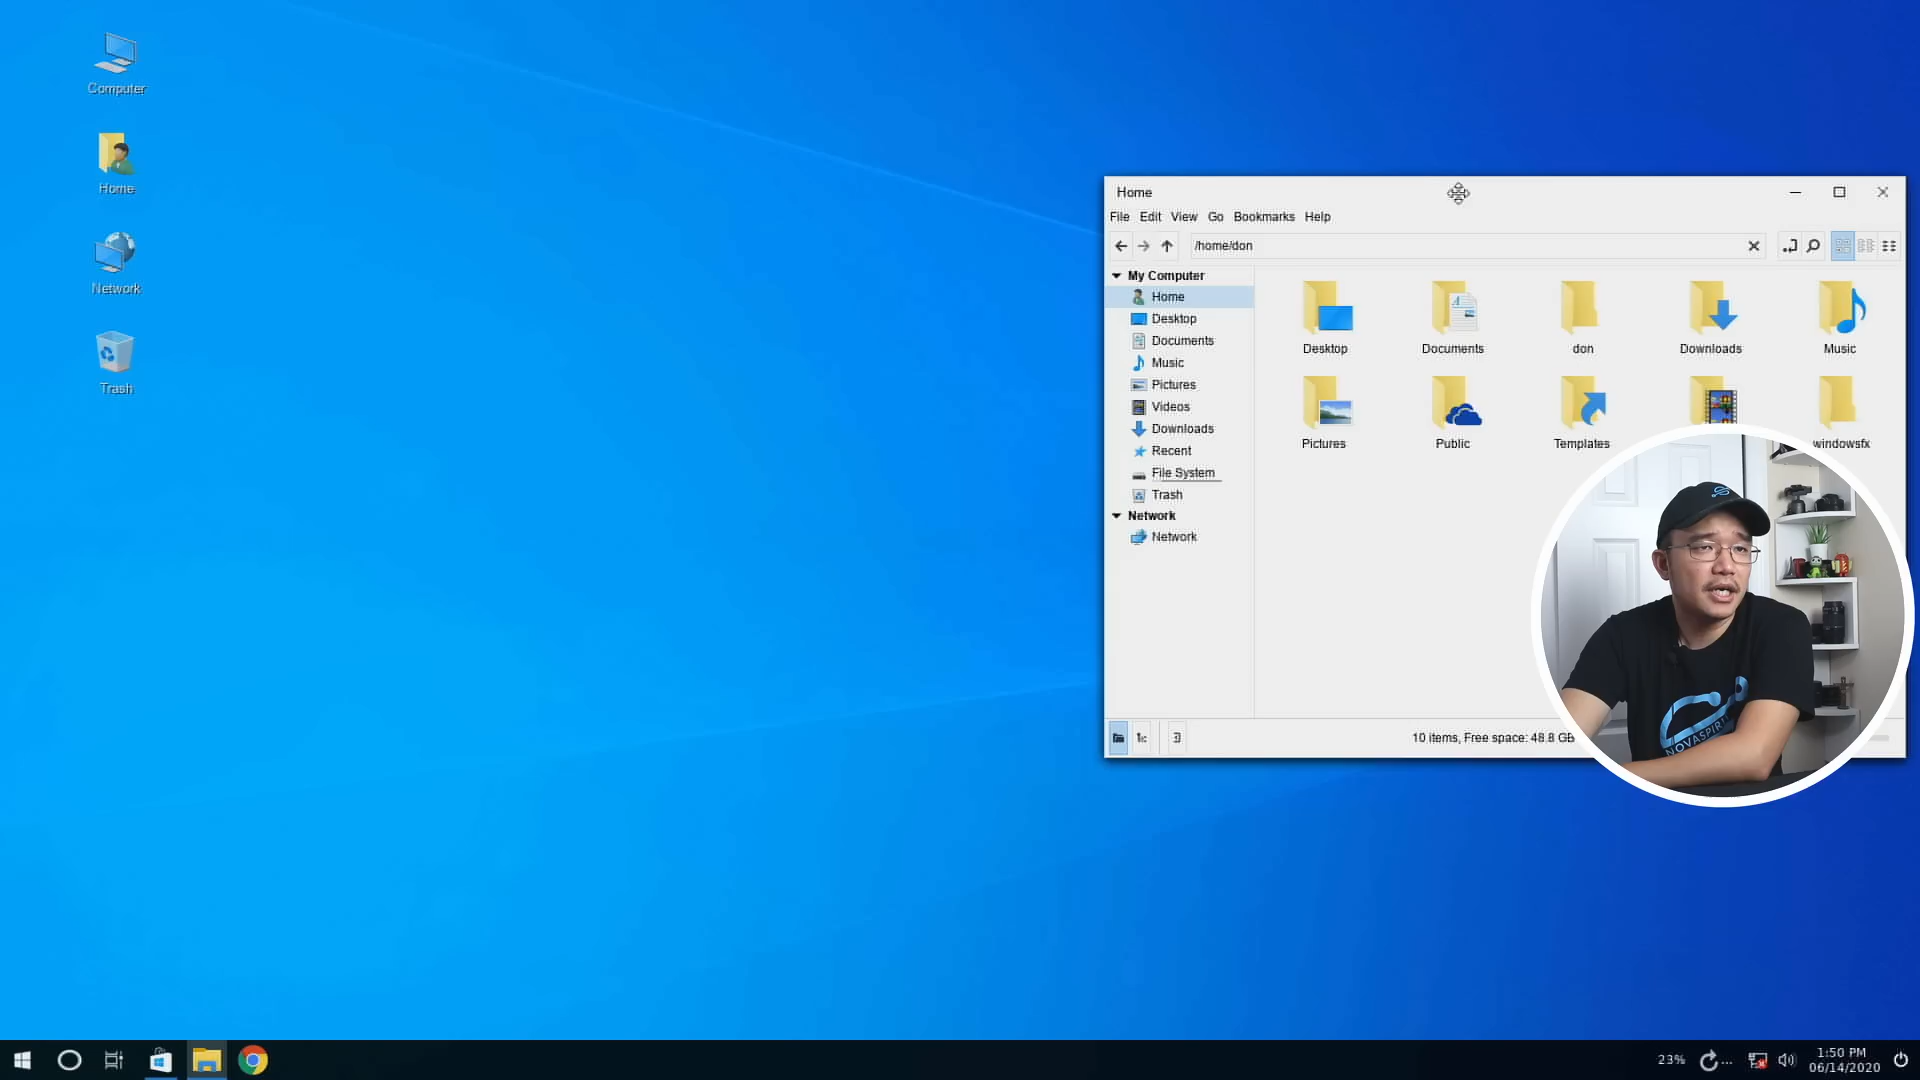 Computer
Home
Network
Trash
Home
File Edit View Go Bookmarks Help
/home/don
My Computer
Home
Desktop
Documents
Music
Pictures
Videos
Downloads
Recent
File System
Trash
Network
Network
Desktop Documents don Downloads Music
Pictures Public Templates windowsfx
10 items, Free space: 48.8 GB
NOVASPIRIT
23% ... 1:50 PM
06/14/2020